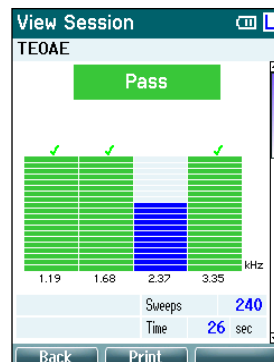 View Session
TEOAE
Pass
kHz
1.19 1.68 2.37 3.35
Sweeps 240
Time 26 sec
Back Print